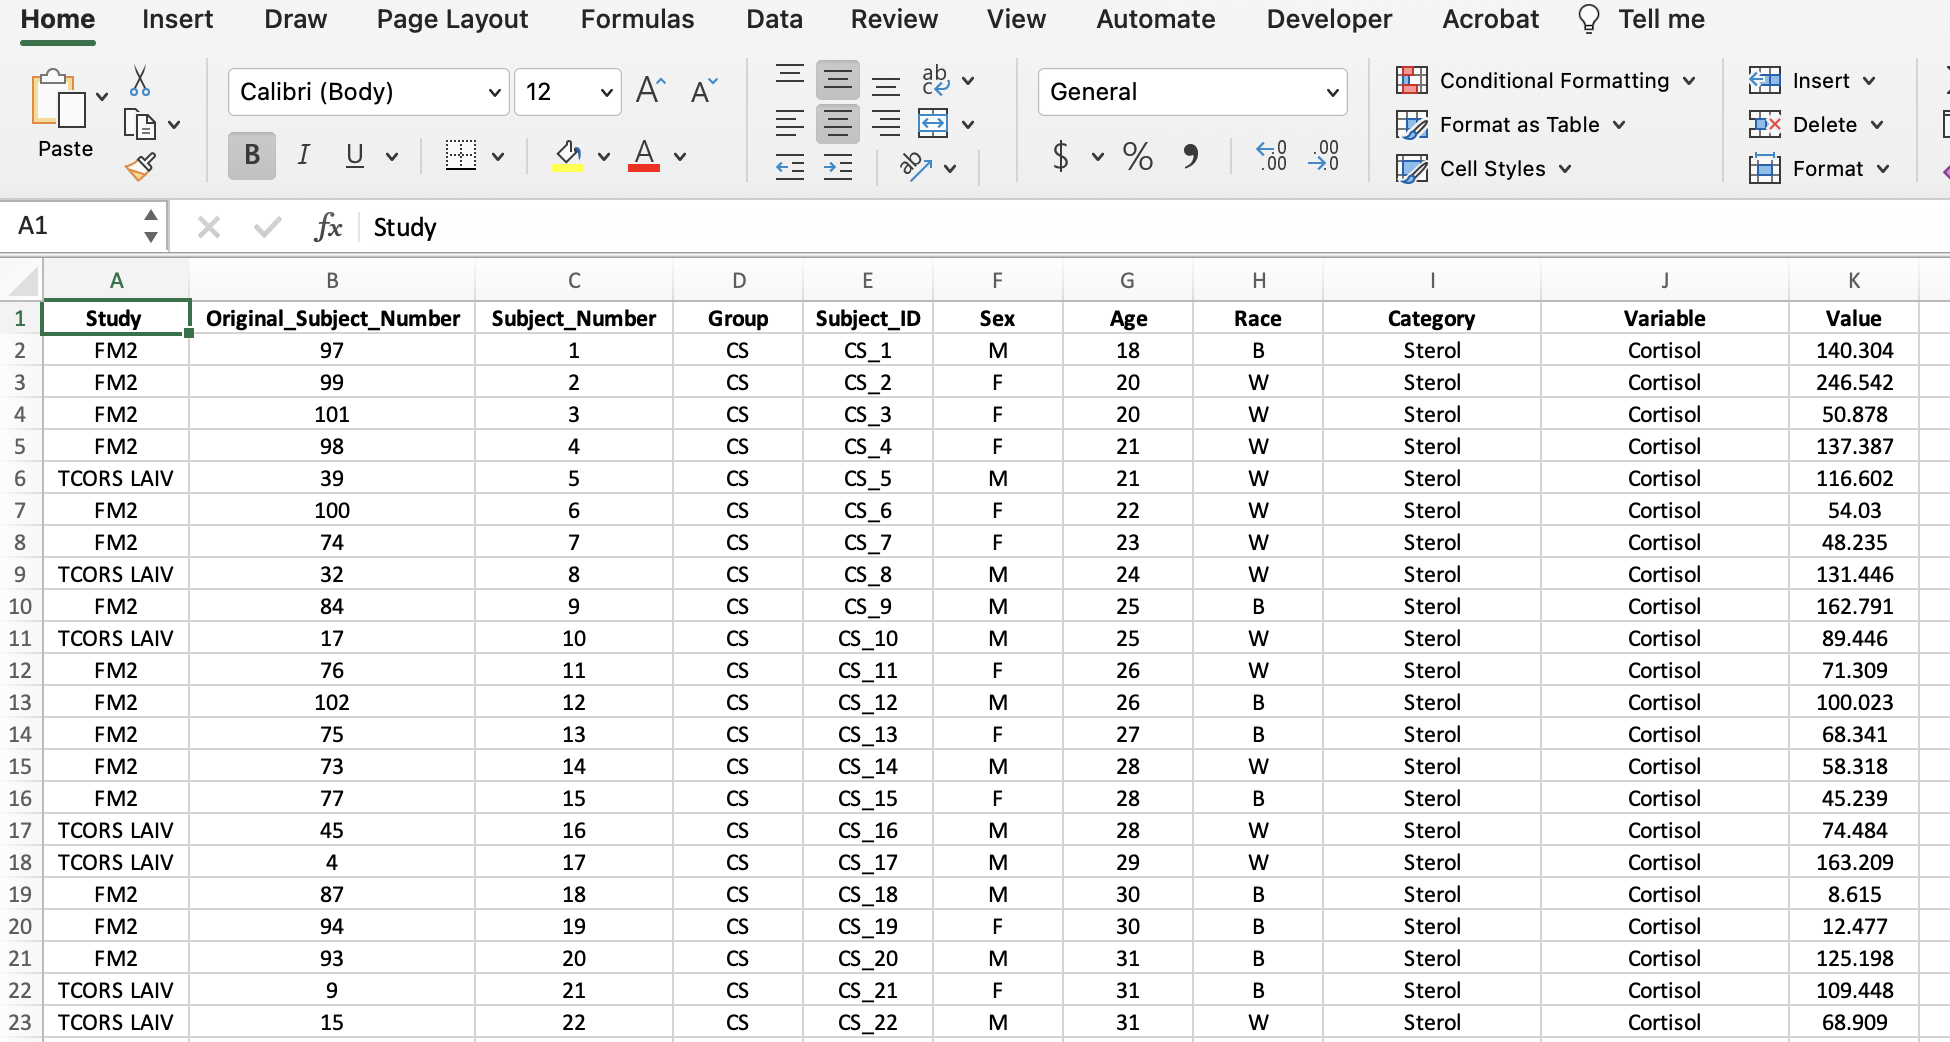 Home Insert Draw Page Layout Formulas Data Review View Automate Developer Acrobat Tell me
Paste
Calibri (Body) 12 A A
B I U A
ab
c
ab
General
$ % 9 .0 .00 .00 .0
Conditional Formatting
Format as Table
Cell Styles
Insert
Delete
Format
A1 fx Study
A B C D E F G H I J K
1 Study Original_Subject_Number Subject_Number Group Subject_ID Sex Age Race Category Variable Value
2 FM2 97 1 CS CS_1 M 18 B Sterol Cortisol 140.304
3 FM2 99 2 CS CS_2 F 20 W Sterol Cortisol 246.542
4 FM2 101 3 CS CS_3 F 20 W Sterol Cortisol 50.878
5 FM2 98 4 CS CS_4 F 21 W Sterol Cortisol 137.387
6 TCORS LAIV 39 5 CS CS_5 M 21 W Sterol Cortisol 116.602
7 FM2 100 6 CS CS_6 F 22 W Sterol Cortisol 54.03
8 FM2 74 7 CS CS_7 F 23 W Sterol Cortisol 48.235
9 TCORS LAIV 32 8 CS CS_8 M 24 W Sterol Cortisol 131.446
10 FM2 84 9 CS CS_9 M 25 B Sterol Cortisol 162.791
11 TCORS LAIV 17 10 CS CS_10 M 25 W Sterol Cortisol 89.446
12 FM2 76 11 CS CS_11 F 26 W Sterol Cortisol 71.309
13 FM2 102 12 CS CS_12 M 26 B Sterol Cortisol 100.023
14 FM2 75 13 CS CS_13 F 27 B Sterol Cortisol 68.341
15 FM2 73 14 CS CS_14 M 28 W Sterol Cortisol 58.318
16 FM2 77 15 CS CS_15 F 28 B Sterol Cortisol 45.239
17 TCORS LAIV 45 16 CS CS_16 M 28 W Sterol Cortisol 74.484
18 TCORS LAIV 4 17 CS CS_17 M 29 W Sterol Cortisol 163.209
19 FM2 87 18 CS CS_18 M 30 B Sterol Cortisol 8.615
20 FM2 94 19 CS CS_19 F 30 B Sterol Cortisol 12.477
21 FM2 93 20 CS CS_20 M 31 B Sterol Cortisol 125.198
22 TCORS LAIV 9 21 CS CS_21 F 31 B Sterol Cortisol 109.448
23 TCORS LAIV 15 22 CS CS_22 M 31 W Sterol Cortisol 68.909